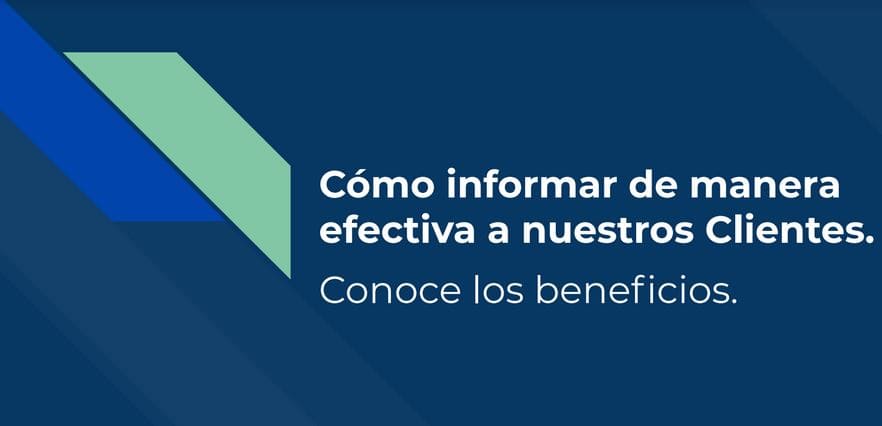 Cómo informar de manera
efectiva a nuestros Clientes.
Conoce los beneficios.